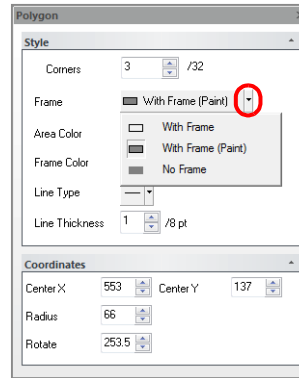 Polygon
Style
Corners 3 /32
Frame With Frame (Paint)
Area Color With Frame
Frame Color With Frame (Paint)
No Frame
Line Type
Line Thickness 1 /8 pt
Coordinates
Center X 553 Center Y 137
Radius 66
Rotate 253.5